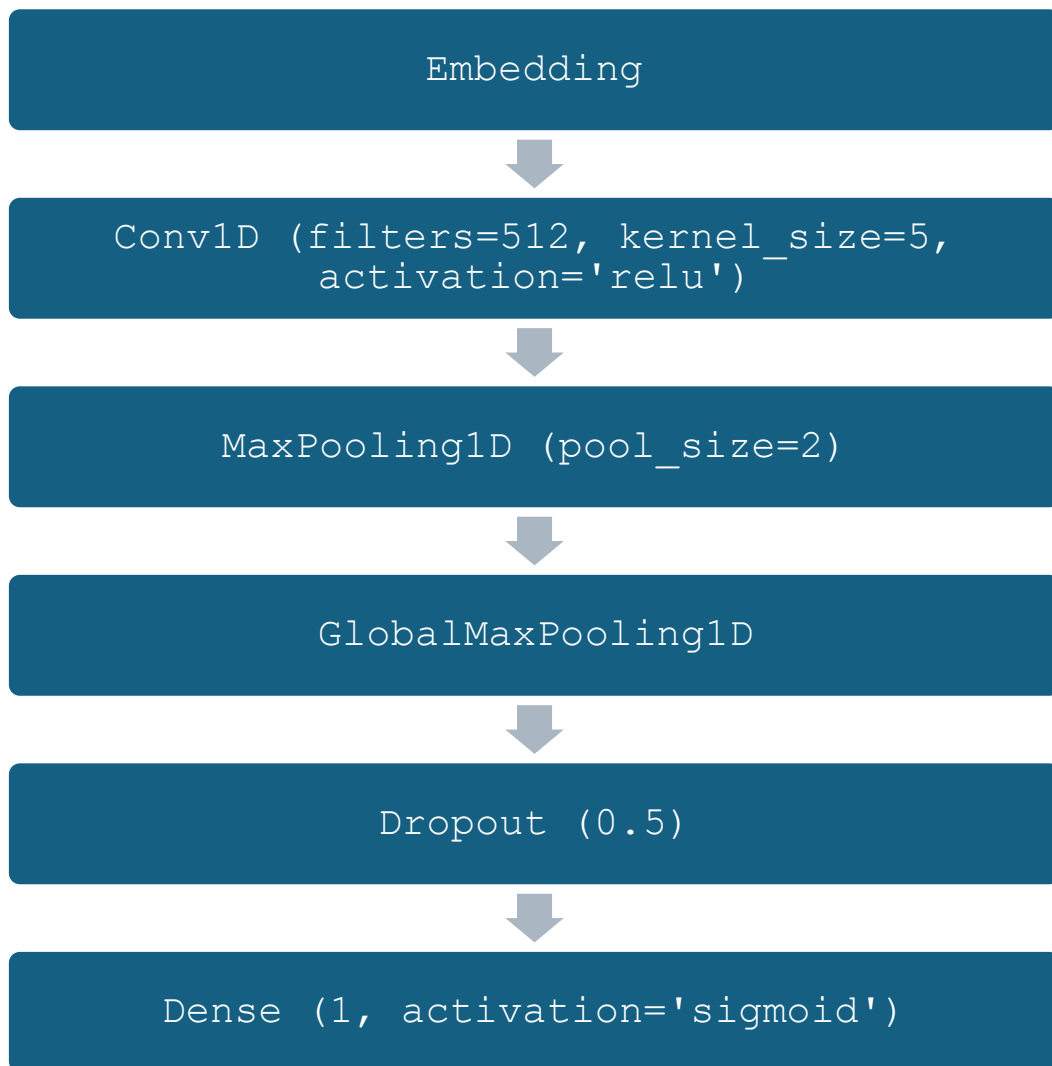 Embedding
Conv1D (filters=512, kernel_size=5,
activation='relu')
MaxPooling1D (pool_size=2)
GlobalMaxPooling1D
Dropout (0.5)
Dense (1, activation='sigmoid')